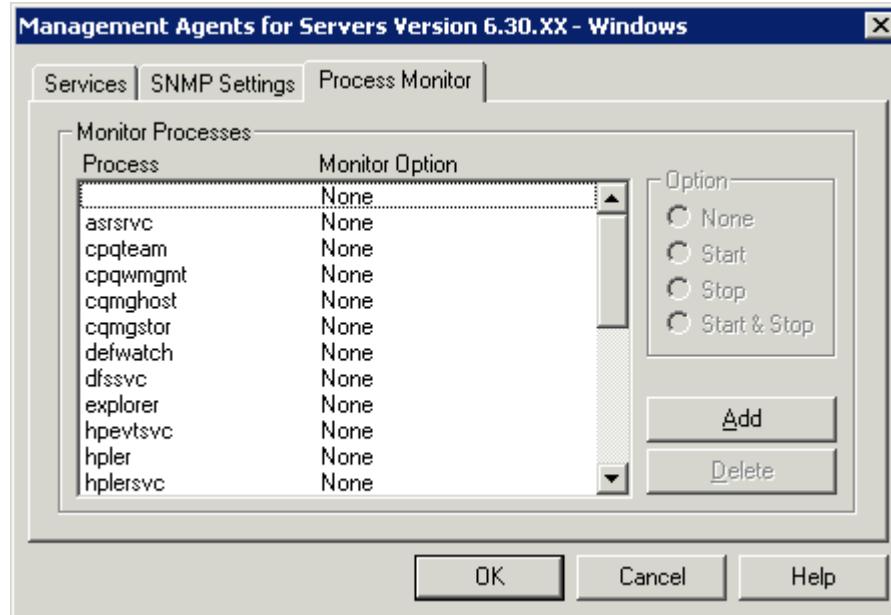 Management Agents for Servers Version 6.30.XX - Windows
Services SNMP Settings Process Monitor
Monitor Processes
Process Monitor Option
None
asrsrvc None
cpqteam None
cpqwmgmt None
cqmghost None
cqmgstor None
defwatch None
dfssvc None
explorer None
hpevtsvc None
hpler None
hplersvc None
Option
None
Start
Stop
Start & Stop
Add
Delete
OK Cancel Help